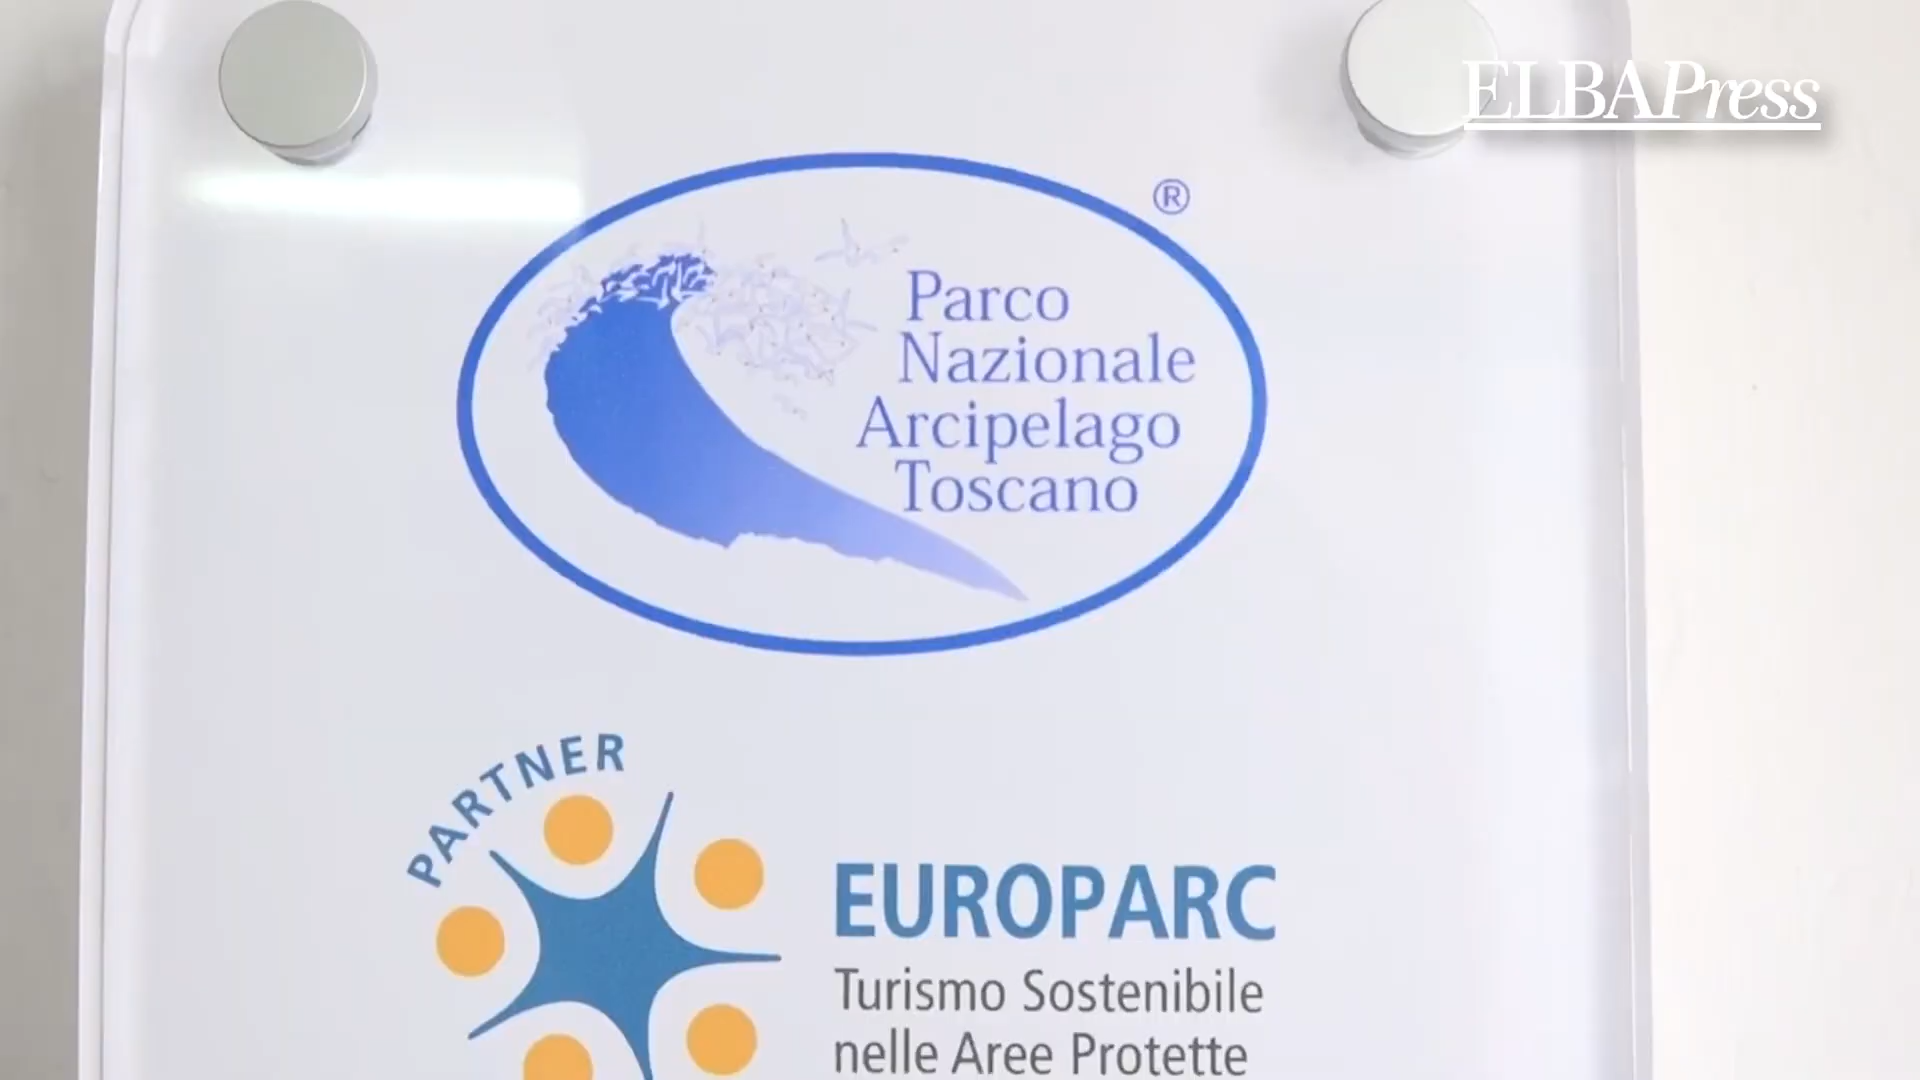 ELBAPress
®
Parco
Nazionale
Arcipelago
Toscano
PARTNER
EUROPARC
Turismo Sostenibile
nelle Aree Protette